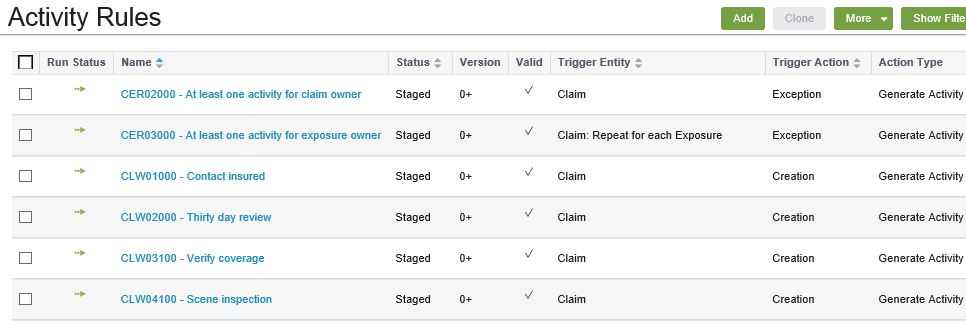 Activity Rules
Add Clone More Show Filte
Run Status Name Status Version Valid Trigger Entity Trigger Action Action Type
CER02000 - At least one activity for claim owner Staged 0+ Claim Exception Generate Activity
CER03000 - At least one activity for exposure owner Staged 0+ Claim: Repeat for each Exposure Exception Generate Activity
CLW01000 - Contact insured Staged 0+ Claim Creation Generate Activity
CLW02000 - Thirty day review Staged 0+ Claim Creation Generate Activity
CLW03100 - Verify coverage Staged 0+ Claim Creation Generate Activity
CLW04100 - Scene inspection Staged 0+ Claim Creation Generate Activity